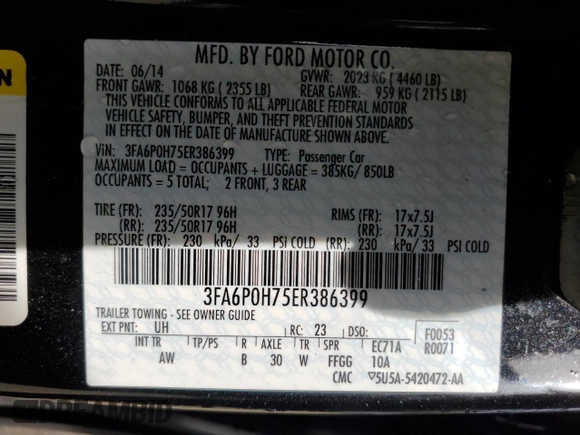 MFD. BY FORD MOTOR CO.
DATE: 06/14 GVWR: 2023 KG ( 4460 LB)
FRONT GAWR: 1068 KG ( 2355 LB) REAR GAWR: 959 KG ( 2115 LB)
THIS VEHICLE CONFORMS TO ALL APPLICABLE FEDERAL MOTOR
VEHICLE SAFETY, BUMPER, AND THEFT PREVENTION STANDARDS
IN EFFECT ON THE DATE OF MANUFACTURE SHOWN ABOVE.
VIN: 3FA6P0H75ER386399 TYPE: Passenger Car
MAXIMUM LOAD = OCCUPANTS + LUGGAGE = 385KG/ 850LB
OCCUPANTS = 5 TOTAL; 2 FRONT, 3 REAR
TIRE (FR): 235/50R17 96H RIMS (FR): 17x7.5J
TIRE (RR): 235/50R17 96H (RR): 17x7.5J
PRESSURE (FR): 230 kPa/ 33 PSI COLD (RR): 230 kPa/ 33 PSI COLD
3FA6P0H75ER386399
TRAILER TOWING - SEE OWNER GUIDE
EXT PNT: UH RC: 23 DSO: F0053
INT TR TP/PS R AXLE TR SPR EC71A R0071
AW B 30 W FFGG 10A
CMC 5U5A-5420472-AA